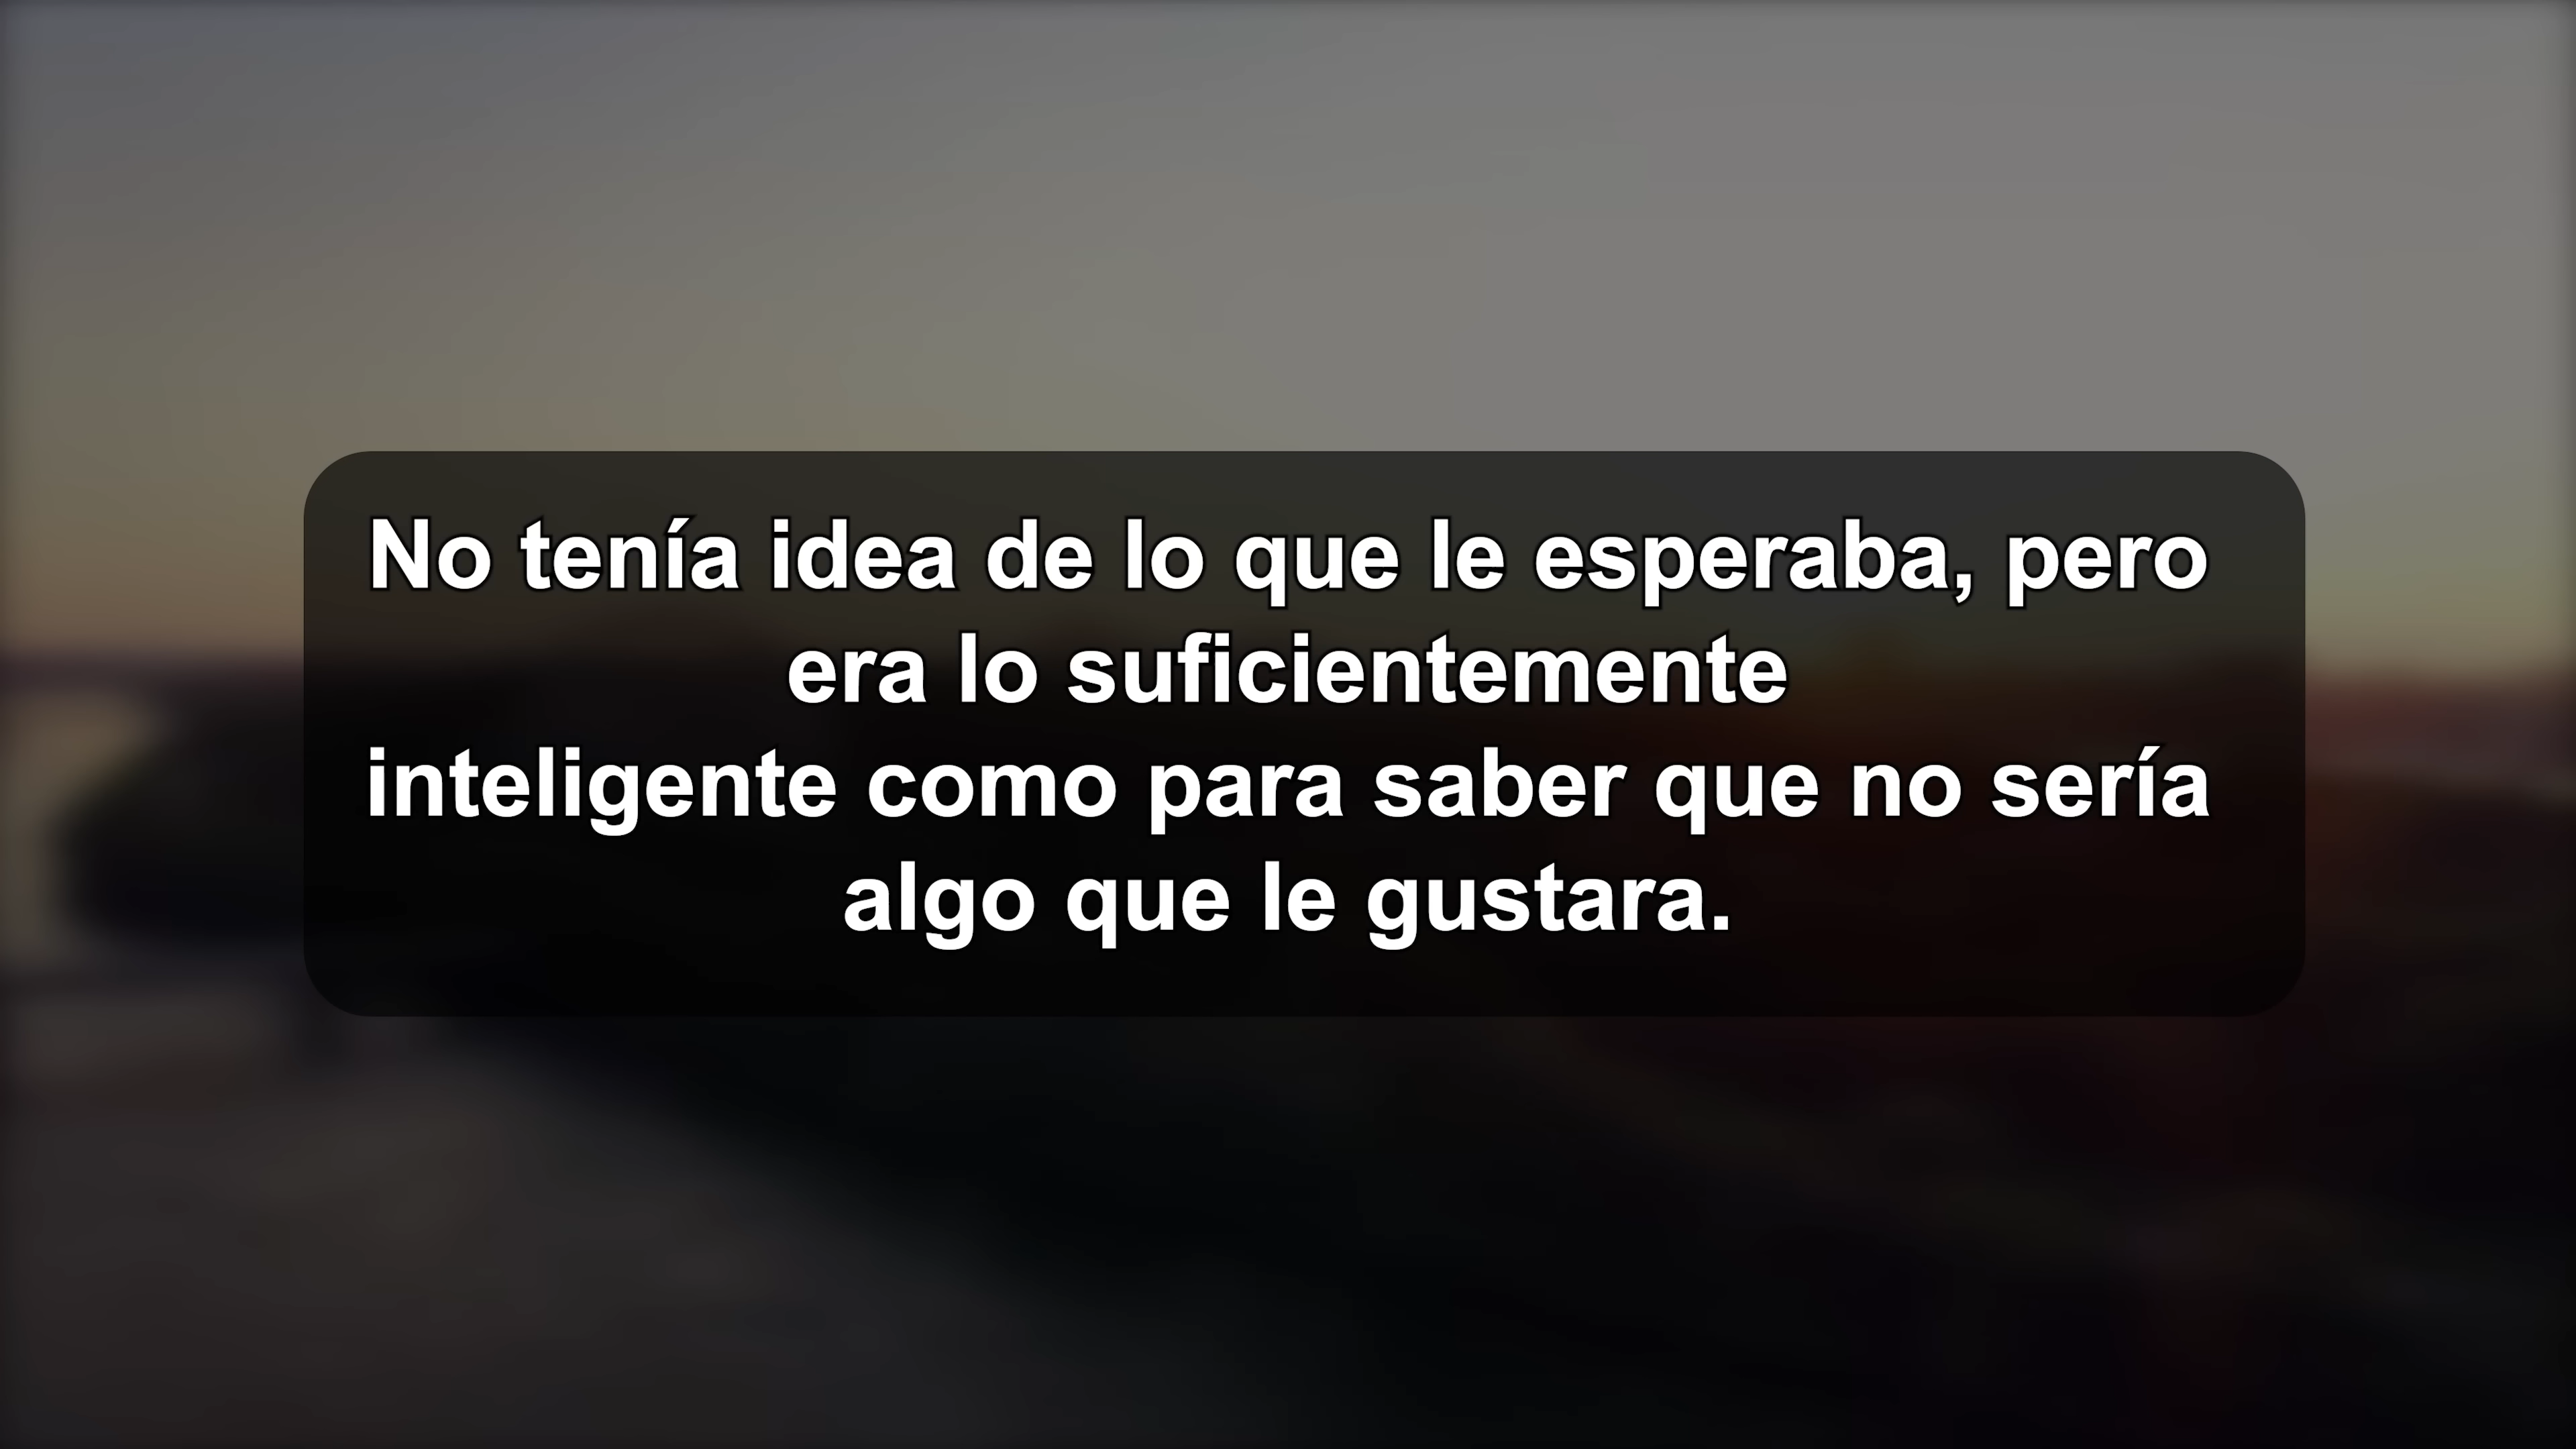 No tenía idea de lo que le esperaba, pero
era lo suficientemente
inteligente como para saber que no sería
algo que le gustara.